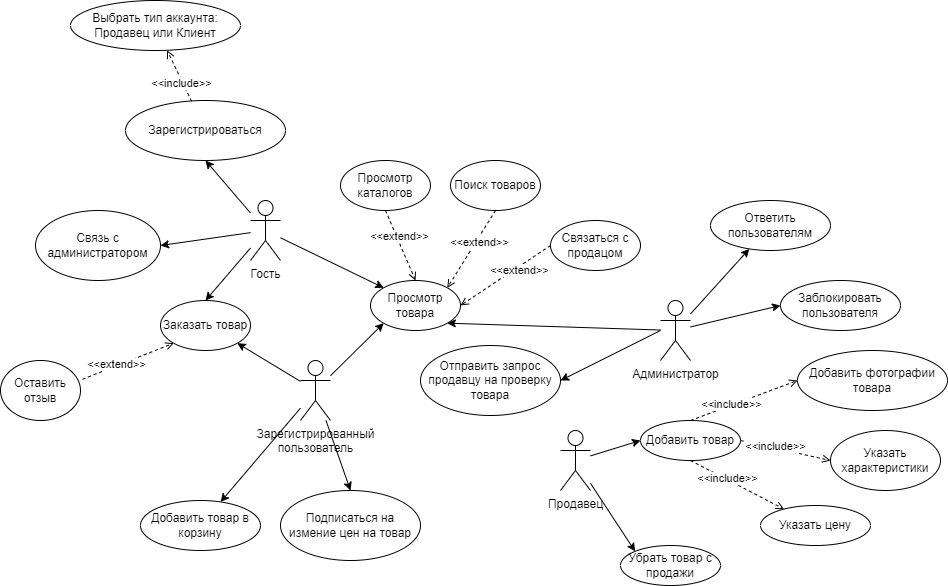 Выбрать тип аккаунта:
Продавец или Клиент
<<include>>
Зарегистрироваться
Просмотр
каталогов
Поиск товаров
<<extend>>
<<extend>>
Связаться с
продацом
<<extend>>
Связь с
администратором
Гость
Ответить
пользователям
Просмотр
товара
Заблокировать
пользователя
Заказать товар
<<extend>>
Оставить
отзыв
Отправить запрос
продавцу на проверку
товара
Администратор
Добавить фотографии
товара
<<include>>
Зарегистрированный
пользователь
Добавить товар
<<include>>
Указать
характеристики
<<include>>
Продавец
Указать цену
Добавить товар в
корзину
Подписаться на
измение цен на товар
Убрать товар с
продажи